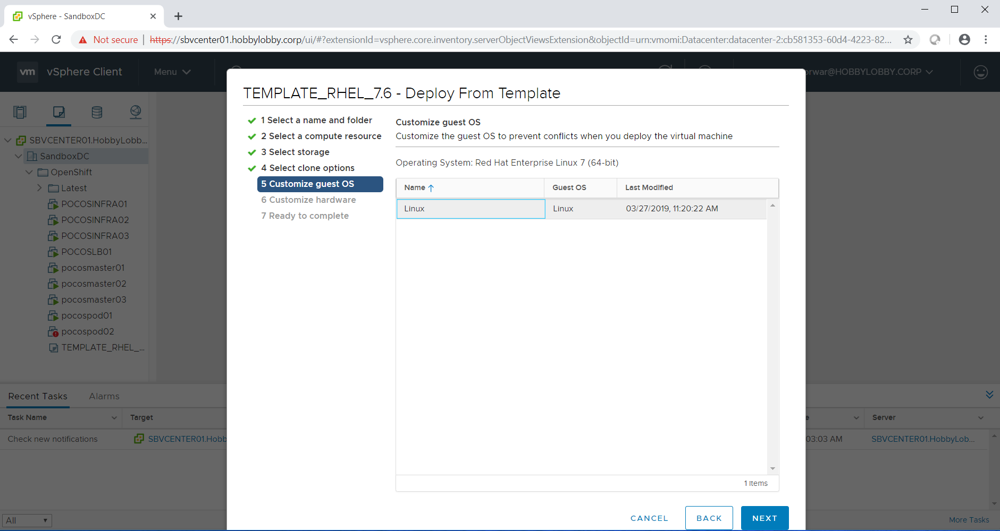 vSphere - SandboxDC
Not secure | https://sbvcenter01.hobbylobby.corp/ui/#?extensionId=vsphere.core.inventory.serverObjectViewsExtension&objectId=urn:vmomi:Datacenter:datacenter-2:cb581353-60d4-4223-82...
vm vSphere Client Menu
orwar@HOBBYLOBBY.CORP
SBVCENTER01.HobbyLobb...
SandboxDC
OpenShift
Latest
POCOSINFRA01
POCOSINFRA02
POCOSINFRA03
POCOSLB01
pocosmaster01
pocosmaster02
pocosmaster03
pocospod01
pocospod02
TEMPLATE_RHEL_...
TEMPLATE_RHEL_7.6 - Deploy From Template
1 Select a name and folder
2 Select a compute resource
3 Select storage
4 Select clone options
5 Customize guest OS
6 Customize hardware
7 Ready to complete
Customize guest OS
Customize the guest OS to prevent conflicts when you deploy the virtual machine
Operating System: Red Hat Enterprise Linux 7 (64-bit)
Name Guest OS Last Modified
Linux Linux 03/27/2019, 11:20:22 AM
1 items
CANCEL BACK NEXT
Recent Tasks Alarms
Task Name Target e Server
Check new notifications SBVCENTER01.Hobb 03:03 AM SBVCENTER01.HobbyLob...
All More Tasks